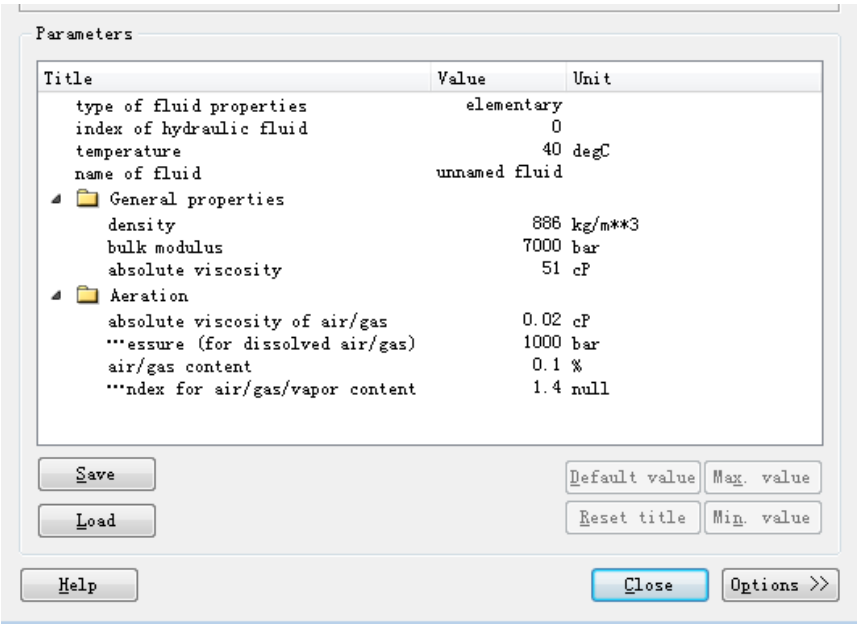 Parameters
Title Value Unit
type of fluid properties elementary
index of hydraulic fluid 0
temperature 40 degC
name of fluid unnamed fluid
General properties
density 886 kg/m**3
bulk modulus 7000 bar
absolute viscosity 51 cP
Aeration
absolute viscosity of air/gas 0.02 cP
…essure (for dissolved air/gas) 1000 bar
air/gas content 0.1 %
…ndex for air/gas/vapor content 1.4 null
Save Default value Max. value
Load Reset title Min. value
Help Close Options >>